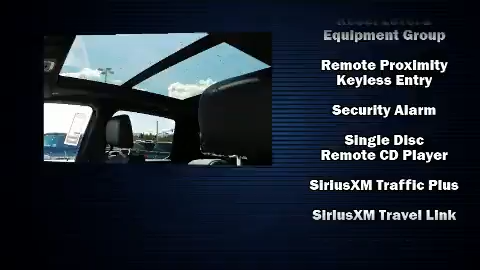 Equipment Group
Remote Proximity
Keyless Entry
Security Alarm
Single Disc
Remote CD Player
SiriusXM Traffic Plus
SiriusXM Travel Link